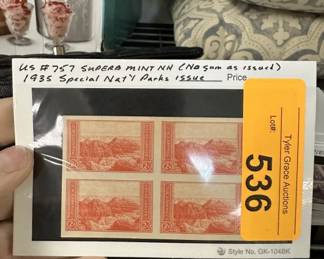 US #757 SUPERB MINT NH (No gum as issued)
1935 Special Nat'l Parks issue Price
Lot#:
536
Tyler Grace Auctions
Style No. GK-104BK